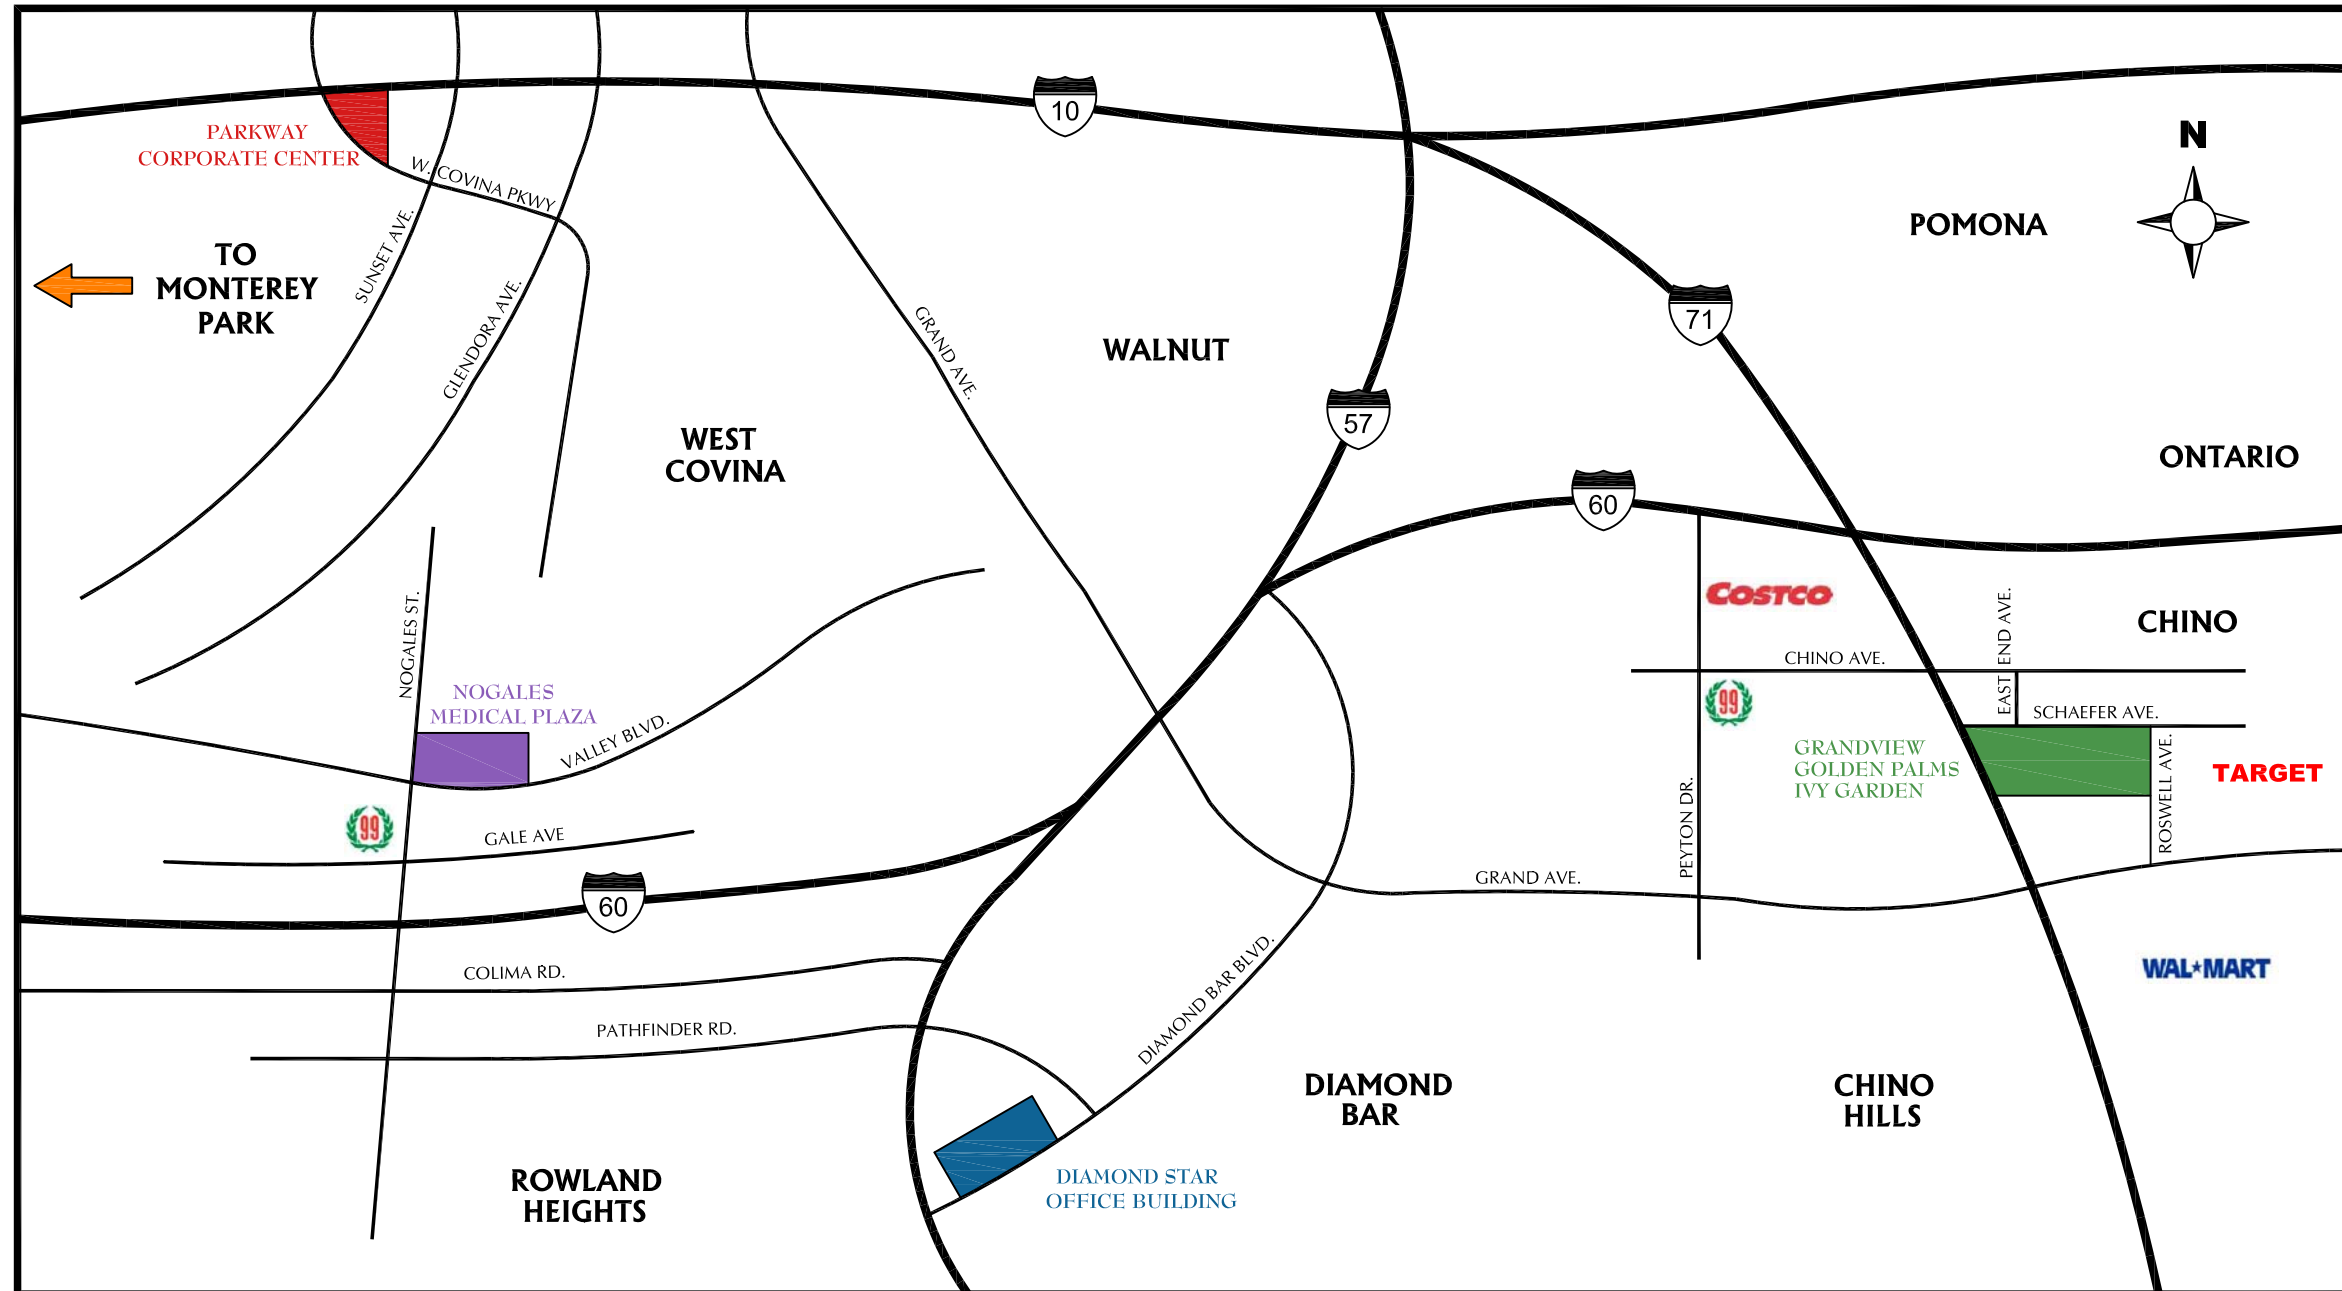 10
N
PARKWAY
CORPORATE CENTER
W. COVINA PKWY
SUNSET AVE.
TO
MONTEREY
PARK
GLENDORA AVE.
GRAND AVE.
WALNUT
POMONA
71
57
WEST
COVINA
ONTARIO
60
COSTCO
CHINO
EAST END AVE.
CHINO AVE.
NOGALES ST.
NOGALES
MEDICAL PLAZA
VALLEY BLVD.
99
SCHAEFER AVE.
GRANDVIEW
GOLDEN PALMS
IVY GARDEN
ROSWELL AVE.
TARGET
PEYTON DR.
99
GALE AVE
GRAND AVE.
60
COLIMA RD.
WAL★MART
PATHFINDER RD.
DIAMOND BAR BLVD.
DIAMOND
BAR
CHINO
HILLS
ROWLAND
HEIGHTS
DIAMOND STAR
OFFICE BUILDING